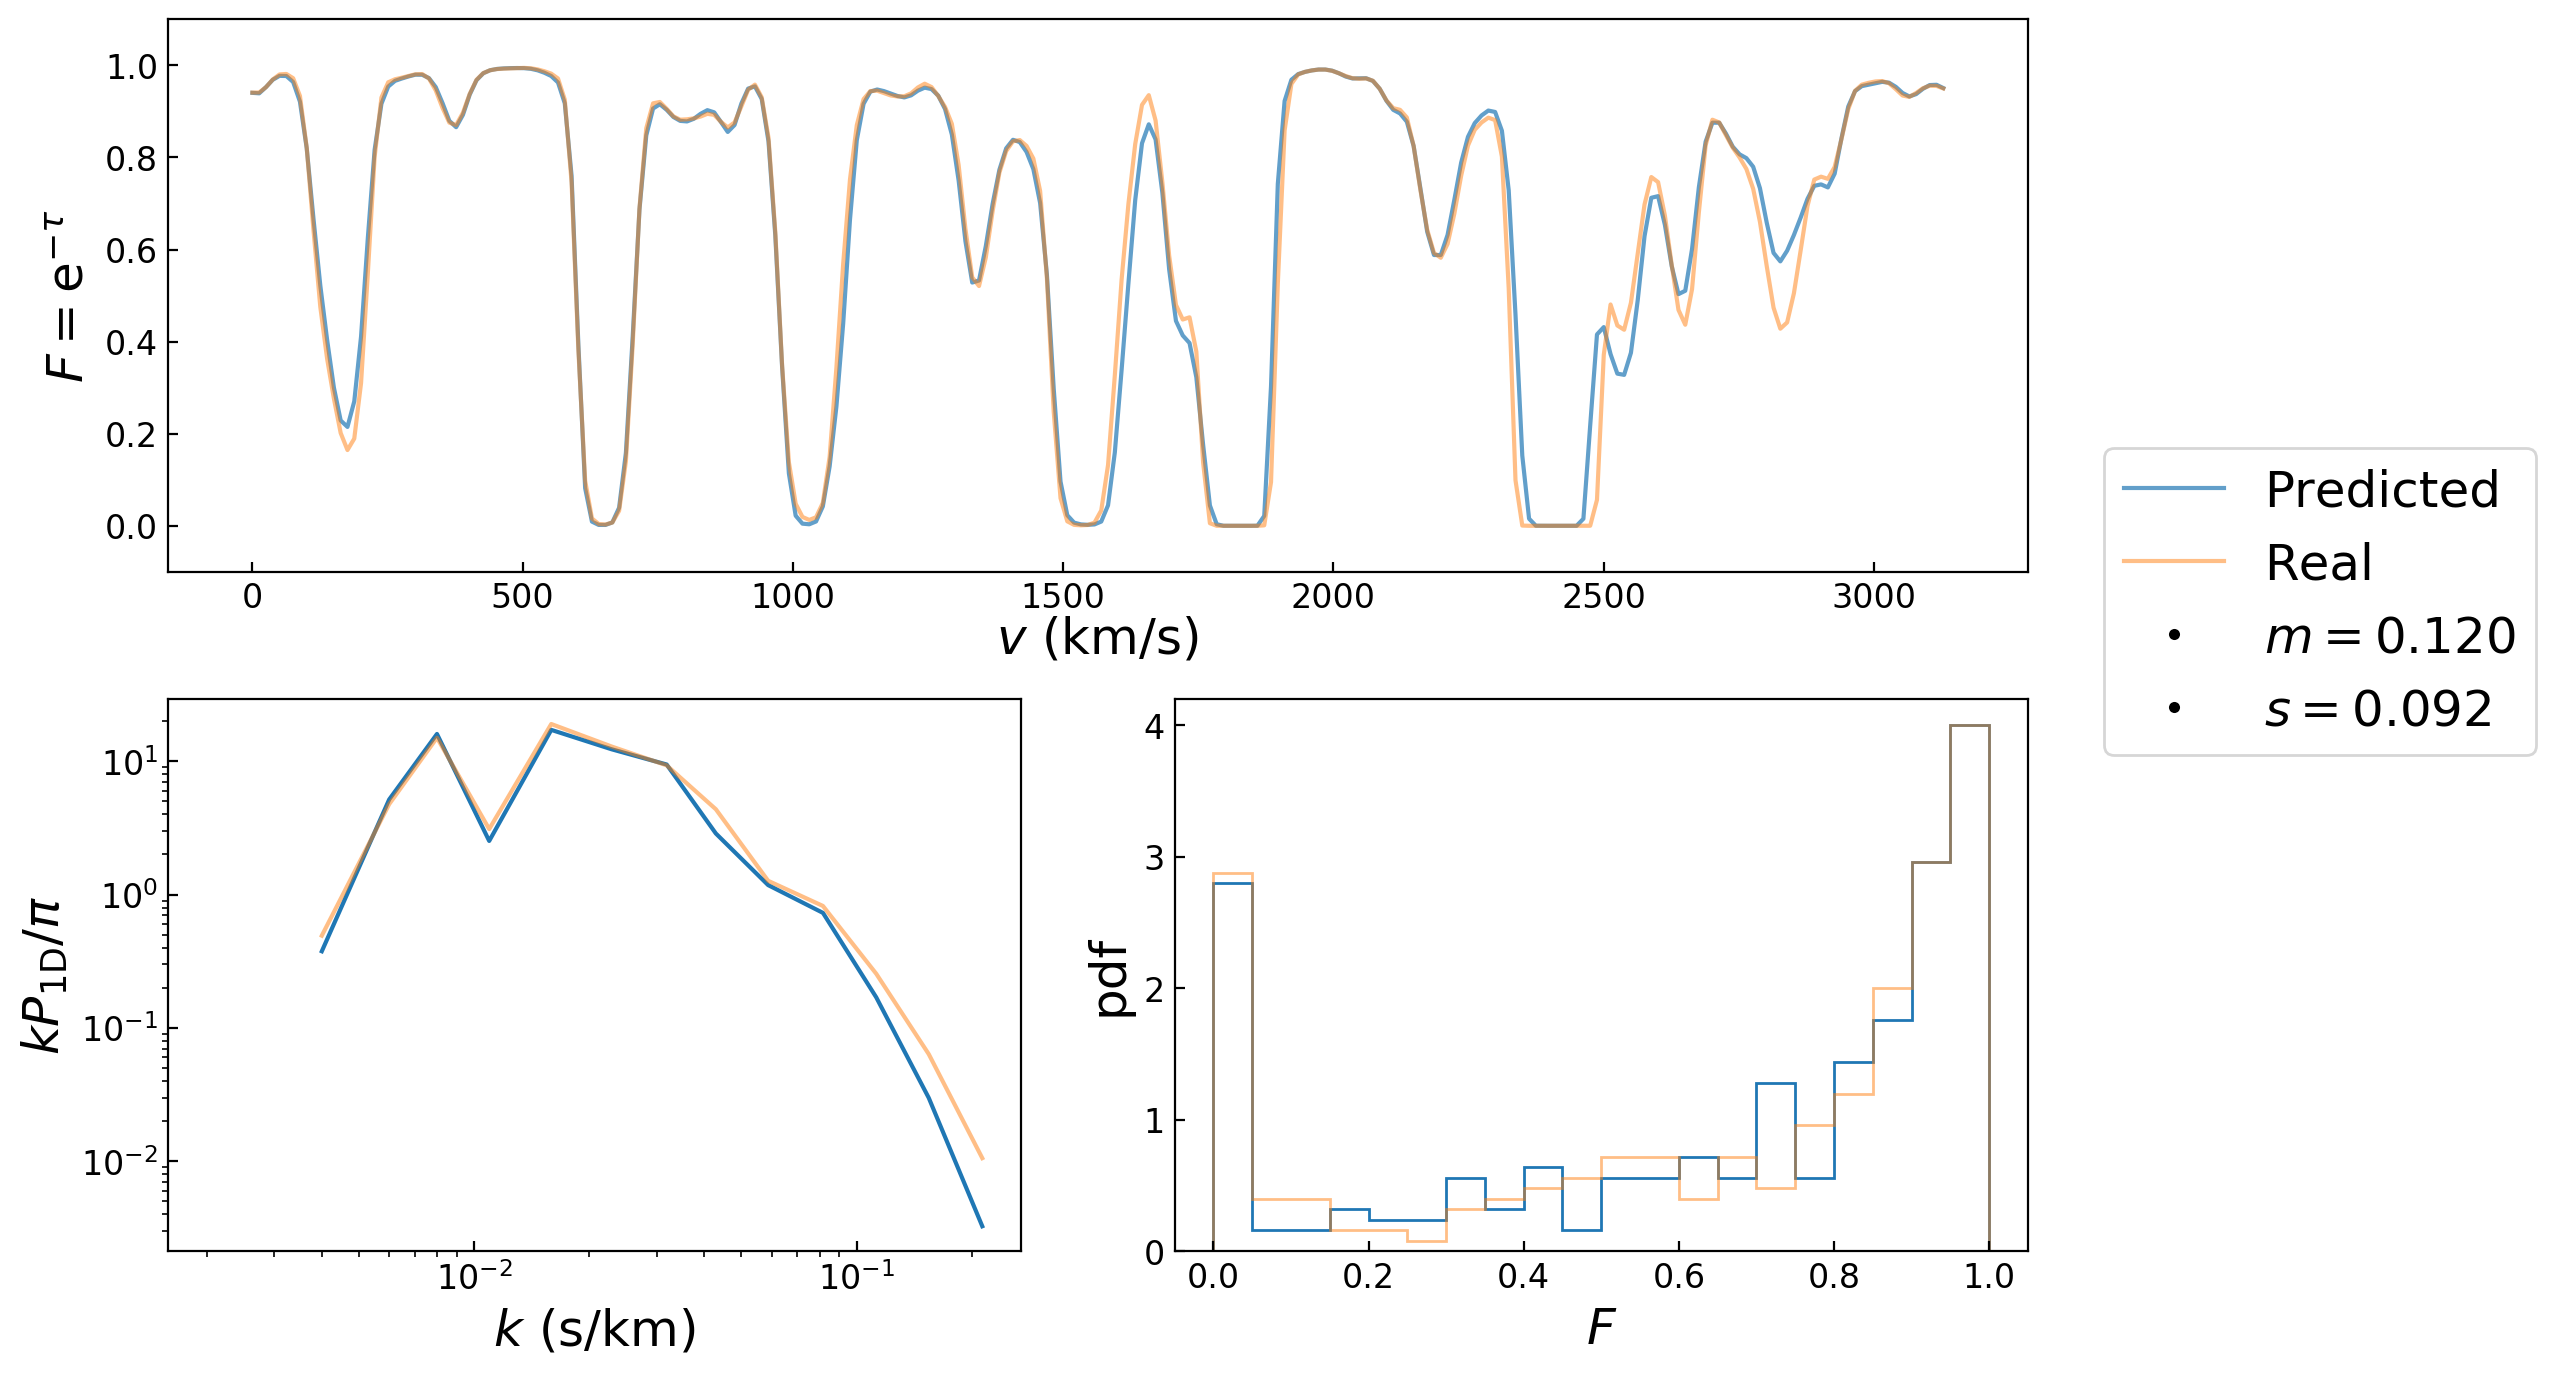 1.0
0.8
0.6
0.4
0.2
0.0
F = e^{−τ}
0 500 1000 1500 2000 2500 3000
v (km/s)
Predicted
Real
m = 0.120
s = 0.092
10^1
10^0
10^{−1}
10^{−2}
kP_{1D}/π
10^{−2} 10^{−1}
k (s/km)
4
3
2
1
0
pdf
0.0 0.2 0.4 0.6 0.8 1.0
F